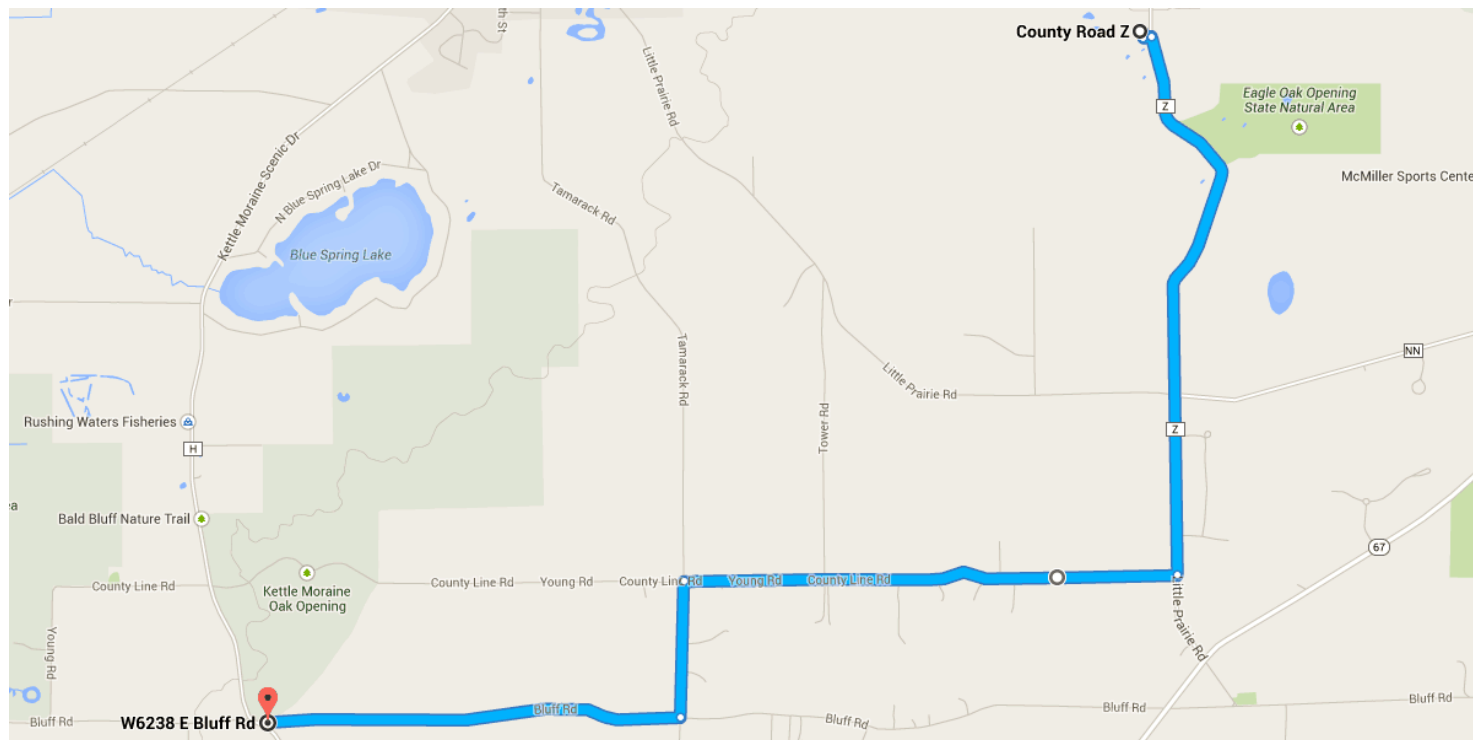 th St
County Road Z
Little Prairie Rd
Eagle Oak Opening
State Natural Area
Z
Kettle Moraine Scenic Dr
N Blue Spring Lake Dr
McMiller Sports Cente
Tamarack Rd
Blue Spring Lake
Tamarack Rd
NN
Little Prairie Rd
Tower Rd
Rushing Waters Fisheries
Z
H
ea
Bald Bluff Nature Trail
67
County Line Rd
Kettle Moraine
Oak Opening
County Line Rd
Young Rd
County Line Rd
Young Rd
County Line Rd
Little Prairie Rd
Young Rd
Bluff Rd
W6238 E Bluff Rd
Bluff Rd
Bluff Rd
Bluff Rd
Bluff Rd